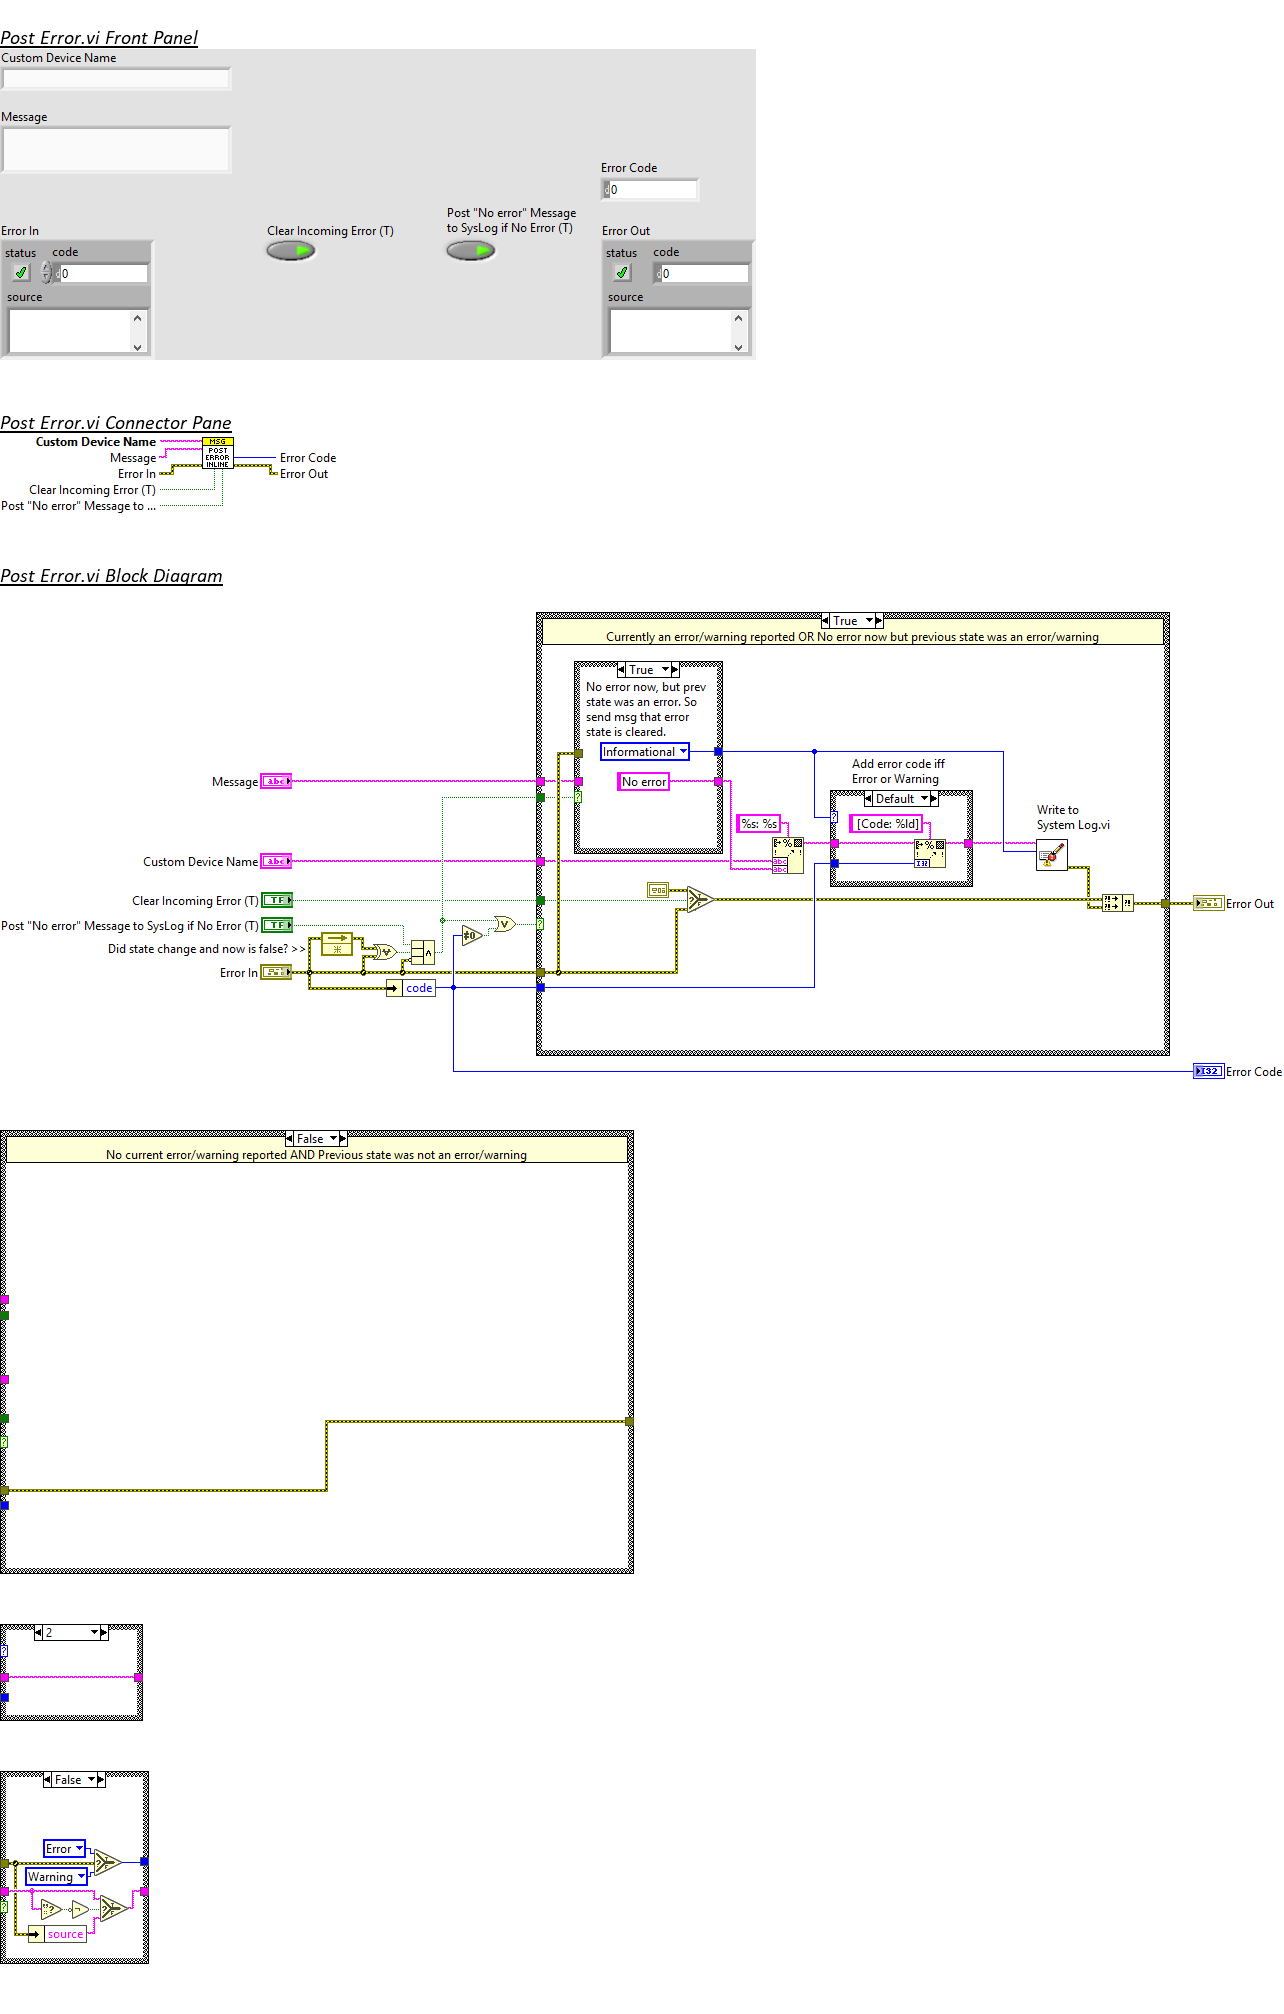 Post Error.vi Front Panel
Custom Device Name
Message
Error Code
0
Post "No error" Message
to SysLog if No Error (T)
Clear Incoming Error (T)
Error In
status code
0
source
Error Out
status code
0
source
Post Error.vi Connector Pane
Custom Device Name
Message
Error In
Clear Incoming Error (T)
Post "No error" Message to ...
MSG
POST
ERROR
INLINE
Error Code
Error Out
Post Error.vi Block Diagram
True
Currently an error/warning reported OR No error now but previous state was an error/warning
True
No error now, but prev
state was an error. So
send msg that error
state is cleared.
Informational
No error
Message
abc
Custom Device Name
abc
Clear Incoming Error (T)
TF
Post "No error" Message to SysLog if No Error (T)
TF
Did state change and now is false? >>
Error In
code
%s: %s
abc
abc
Add error code iff
Error or Warning
Default
[Code: %ld]
I32
Write to
System Log.vi
Error Out
I32
Error Code
False
No current error/warning reported AND Previous state was not an error/warning
2
False
Error
Warning
source